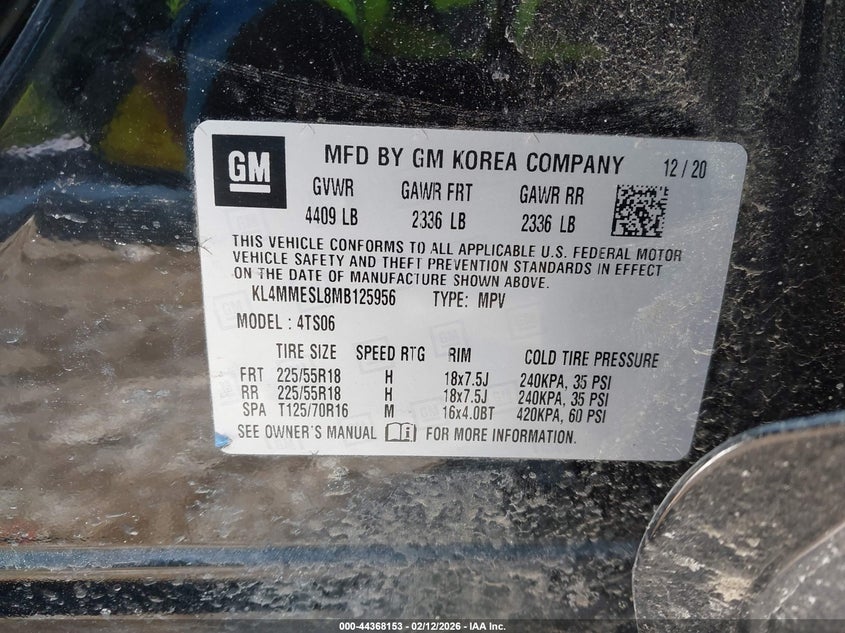 GM MFD BY GM KOREA COMPANY 12 / 20
GVWR GAWR FRT GAWR RR
4409 LB 2336 LB 2336 LB
THIS VEHICLE CONFORMS TO ALL APPLICABLE U.S. FEDERAL MOTOR
VEHICLE SAFETY AND THEFT PREVENTION STANDARDS IN EFFECT
ON THE DATE OF MANUFACTURE SHOWN ABOVE.
KL4MMESL8MB125956 TYPE: MPV
MODEL : 4TS06
TIRE SIZE SPEED RTG RIM COLD TIRE PRESSURE
FRT 225/55R18 H 18x7.5J 240KPA, 35 PSI
RR 225/55R18 H 18x7.5J 240KPA, 35 PSI
SPA T125/70R16 M 16x4.0BT 420KPA, 60 PSI
SEE OWNER'S MANUAL i FOR MORE INFORMATION.
000-44368153 - 02/12/2026 - IAA Inc.